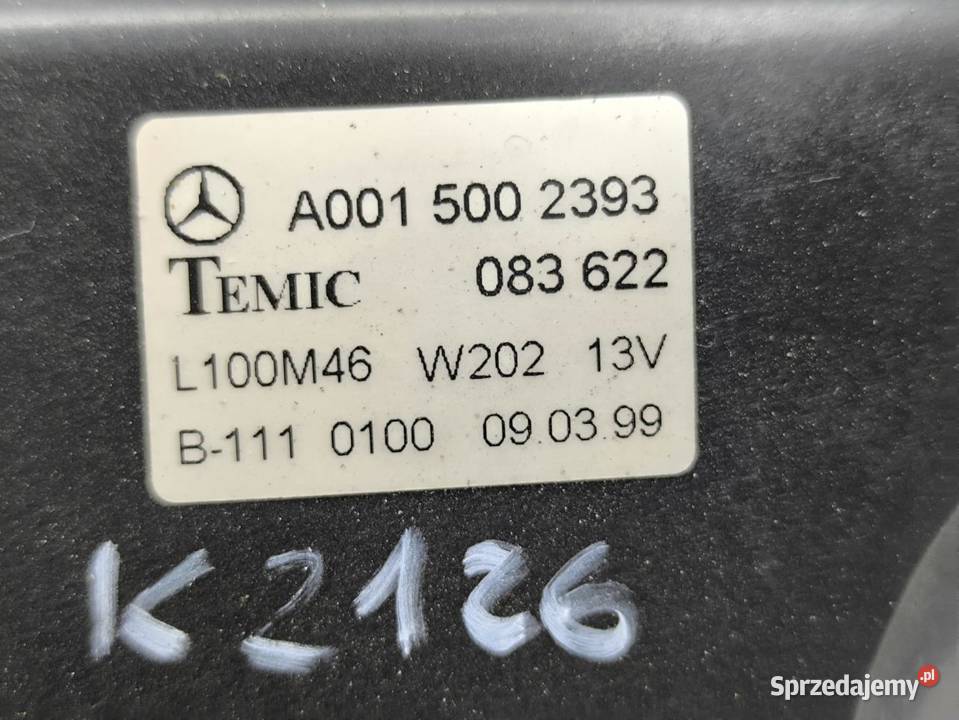 A001 500 2393
TEMIC 083 622
L100M46 W202 13V
B-111 0100 09.03.99
K2126
Sprzedajemy.pl